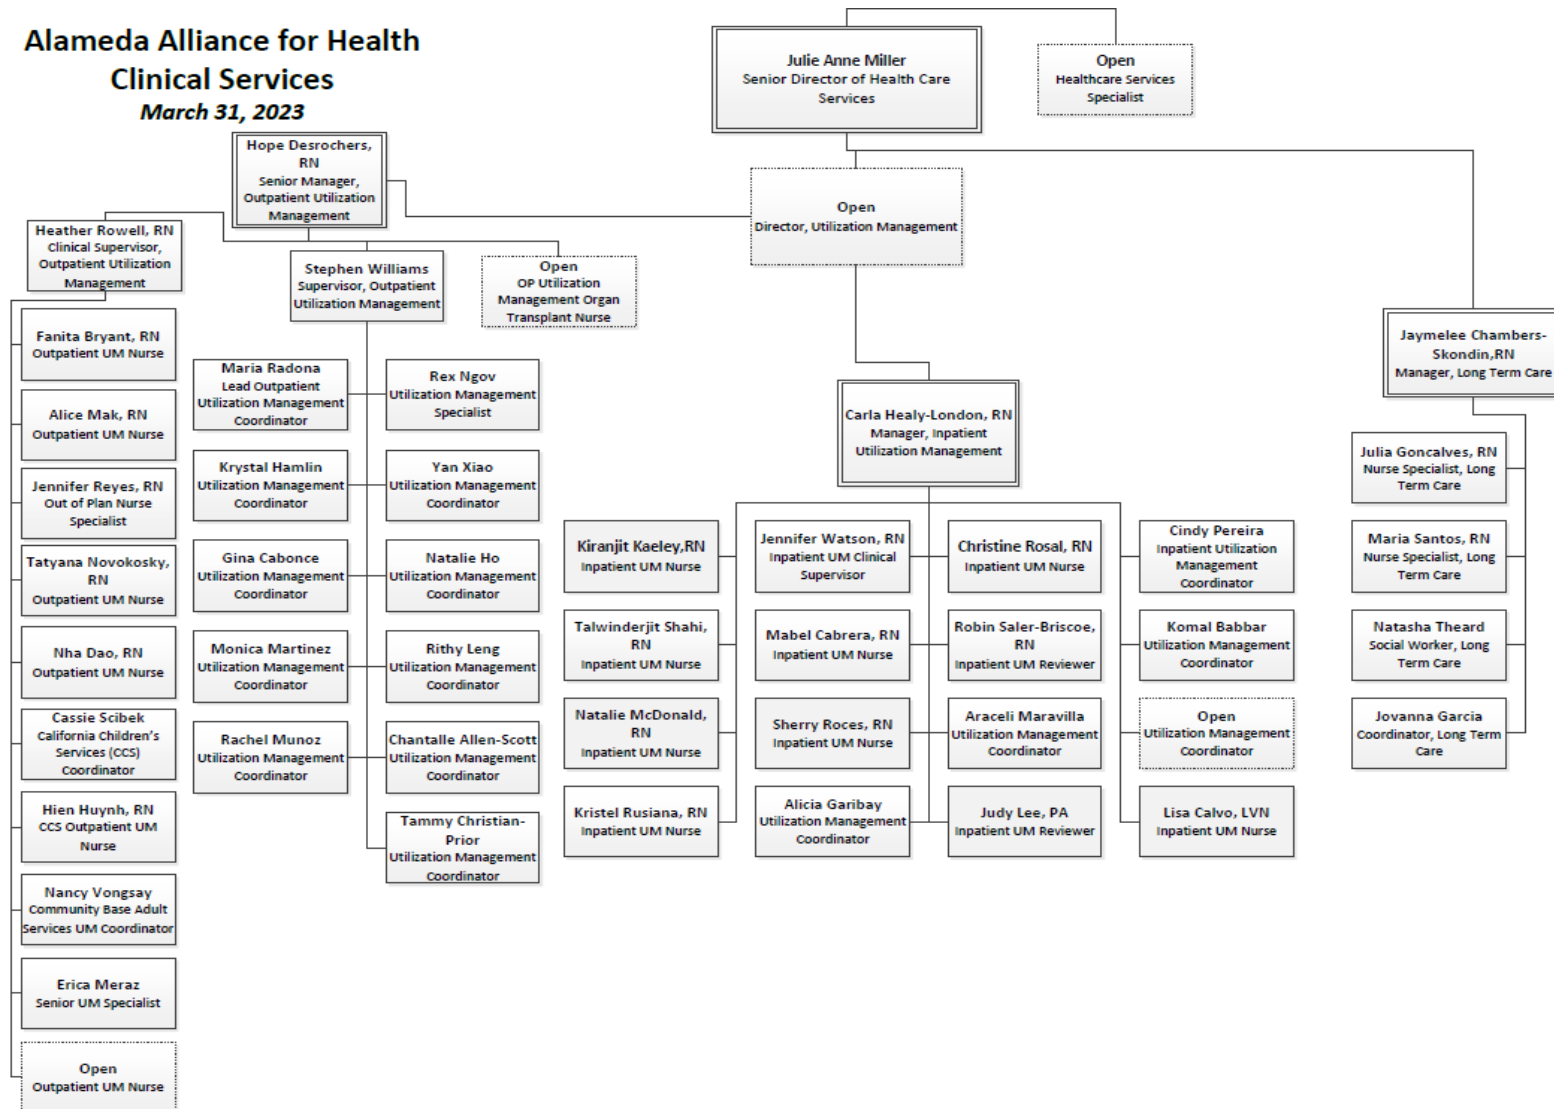 Alameda Alliance for Health
Clinical Services
March 31, 2023
Julie Anne Miller
Senior Director of Health Care
Services
Open
Healthcare Services
Specialist
Hope Desrochers,
RN
Senior Manager,
Outpatient Utilization
Management
Open
Director, Utilization Management
Heather Rowell, RN
Clinical Supervisor,
Outpatient Utilization
Management
Stephen Williams
Supervisor, Outpatient
Utilization Management
Open
OP Utilization
Management Organ
Transplant Nurse
Jaymelee Chambers-
Skondin,RN
Manager, Long Term Care
Carla Healy-London, RN
Manager, Inpatient
Utilization Management
Fanita Bryant, RN
Outpatient UM Nurse
Alice Mak, RN
Outpatient UM Nurse
Jennifer Reyes, RN
Out of Plan Nurse
Specialist
Tatyana Novokosky,
RN
Outpatient UM Nurse
Nha Dao, RN
Outpatient UM Nurse
Cassie Scibek
California Children's
Services (CCS)
Coordinator
Hien Huynh, RN
CCS Outpatient UM
Nurse
Nancy Vongsay
Community Base Adult
Services UM Coordinator
Erica Meraz
Senior UM Specialist
Open
Outpatient UM Nurse
Maria Radona
Lead Outpatient
Utilization Management
Coordinator
Rex Ngov
Utilization Management
Specialist
Krystal Hamlin
Utilization Management
Coordinator
Yan Xiao
Utilization Management
Coordinator
Gina Cabonce
Utilization Management
Coordinator
Natalie Ho
Utilization Management
Coordinator
Monica Martinez
Utilization Management
Coordinator
Rithy Leng
Utilization Management
Coordinator
Rachel Munoz
Utilization Management
Coordinator
Chantalle Allen-Scott
Utilization Management
Coordinator
Tammy Christian-
Prior
Utilization Management
Coordinator
Kiranjit Kaeley,RN
Inpatient UM Nurse
Jennifer Watson, RN
Inpatient UM Clinical
Supervisor
Christine Rosal, RN
Inpatient UM Nurse
Cindy Pereira
Inpatient Utilization
Management
Coordinator
Talwinderjit Shahi,
RN
Inpatient UM Nurse
Mabel Cabrera, RN
Inpatient UM Nurse
Robin Saler-Briscoe,
RN
Inpatient UM Reviewer
Komal Babbar
Utilization Management
Coordinator
Natalie McDonald,
RN
Inpatient UM Nurse
Sherry Roces, RN
Inpatient UM Nurse
Araceli Maravilla
Utilization Management
Coordinator
Open
Utilization Management
Coordinator
Kristel Rusiana, RN
Inpatient UM Nurse
Alicia Garibay
Utilization Management
Coordinator
Judy Lee, PA
Inpatient UM Reviewer
Lisa Calvo, LVN
Inpatient UM Nurse
Julia Goncalves, RN
Nurse Specialist, Long
Term Care
Maria Santos, RN
Nurse Specialist, Long
Term Care
Natasha Theard
Social Worker, Long
Term Care
Jovanna Garcia
Coordinator, Long Term
Care